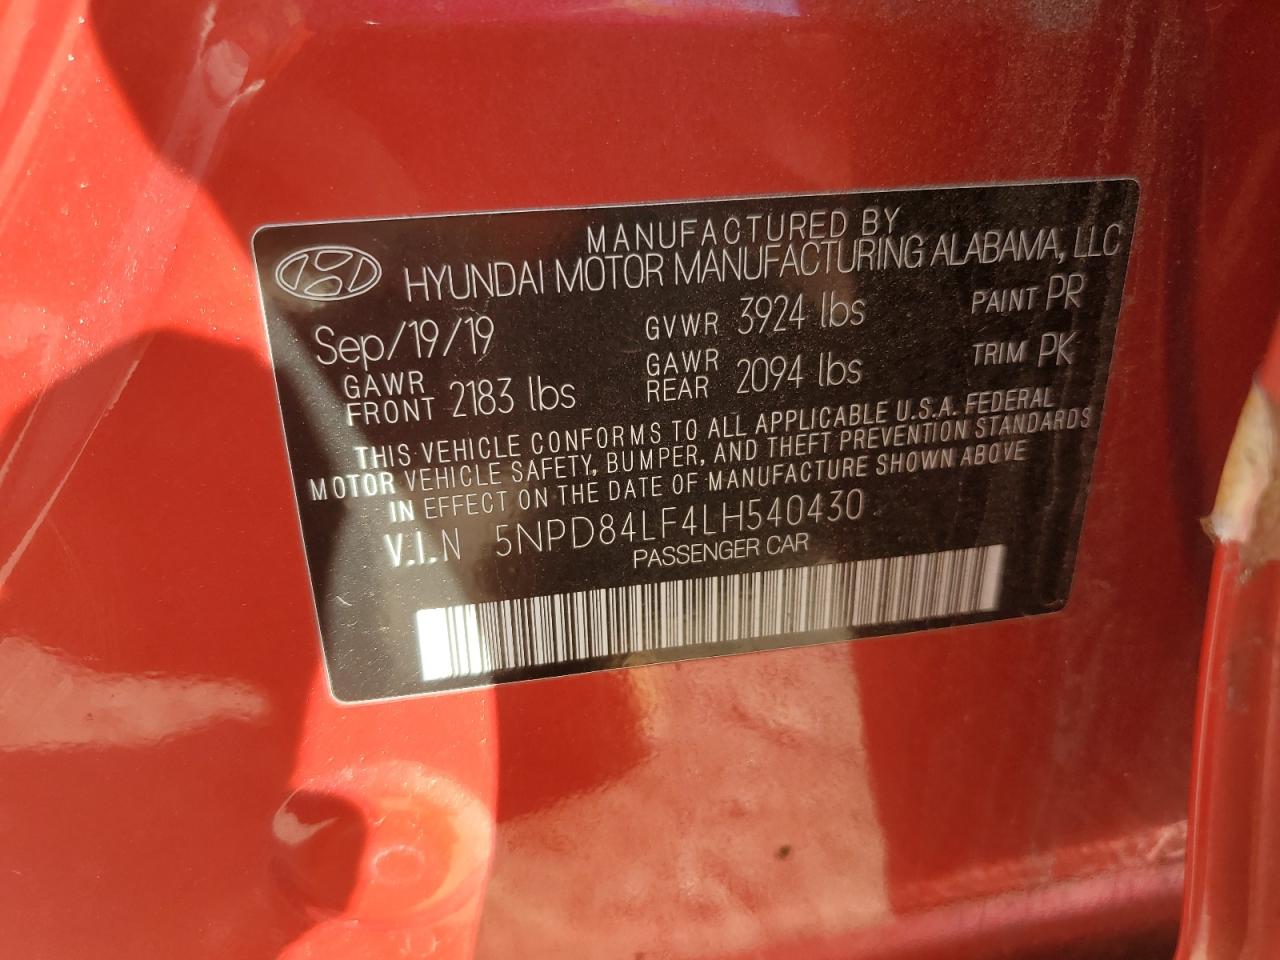 MANUFACTURED BY
HYUNDAI MOTOR MANUFACTURING ALABAMA, LLC
Sep/19/19 GVWR 3924 lbs PAINT PR
GAWR FRONT 2183 lbs GAWR REAR 2094 lbs TRIM PK
THIS VEHICLE CONFORMS TO ALL APPLICABLE U.S.A. FEDERAL
MOTOR VEHICLE SAFETY, BUMPER, AND THEFT PREVENTION STANDARDS
IN EFFECT ON THE DATE OF MANUFACTURE SHOWN ABOVE
V.I.N 5NPD84LF4LH540430
PASSENGER CAR